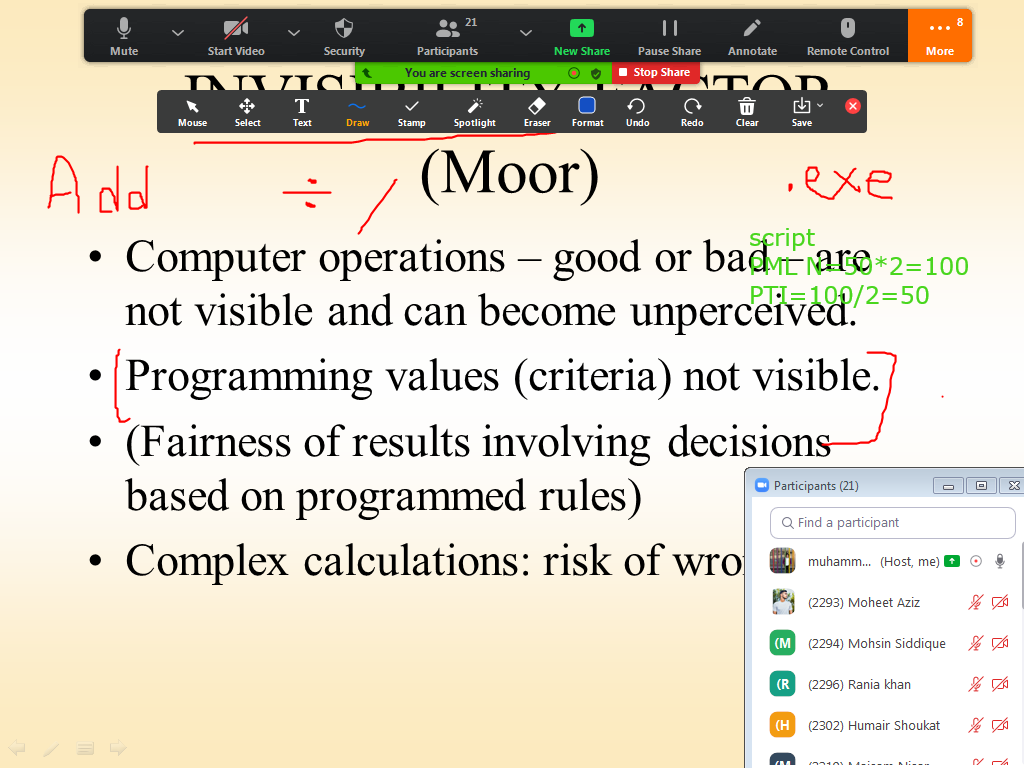 21
8
Mute
Start Video
Security
Participants
New Share
Pause Share
Annotate
Remote Control
More
You are screen sharing
Stop Share
INVISIBILITY FACTOR
Mouse
Select
Text
Draw
Stamp
Spotlight
Eraser
Format
Undo
Redo
Clear
Save
(Moor)
Add ÷ /
.exe
script
PML N=50*2=100
PTI=100/2=50
• Computer operations – good or bad – are
not visible and can become unperceived.
• Programming values (criteria) not visible.
• (Fairness of results involving decisions
based on programmed rules)
• Complex calculations: risk of
Participants (21)
Find a participant
muhamm... (Host, me)
(2293) Moheet Aziz
(M (2294) Mohsin Siddique
(R (2296) Rania khan
(H (2302) Humair Shoukat